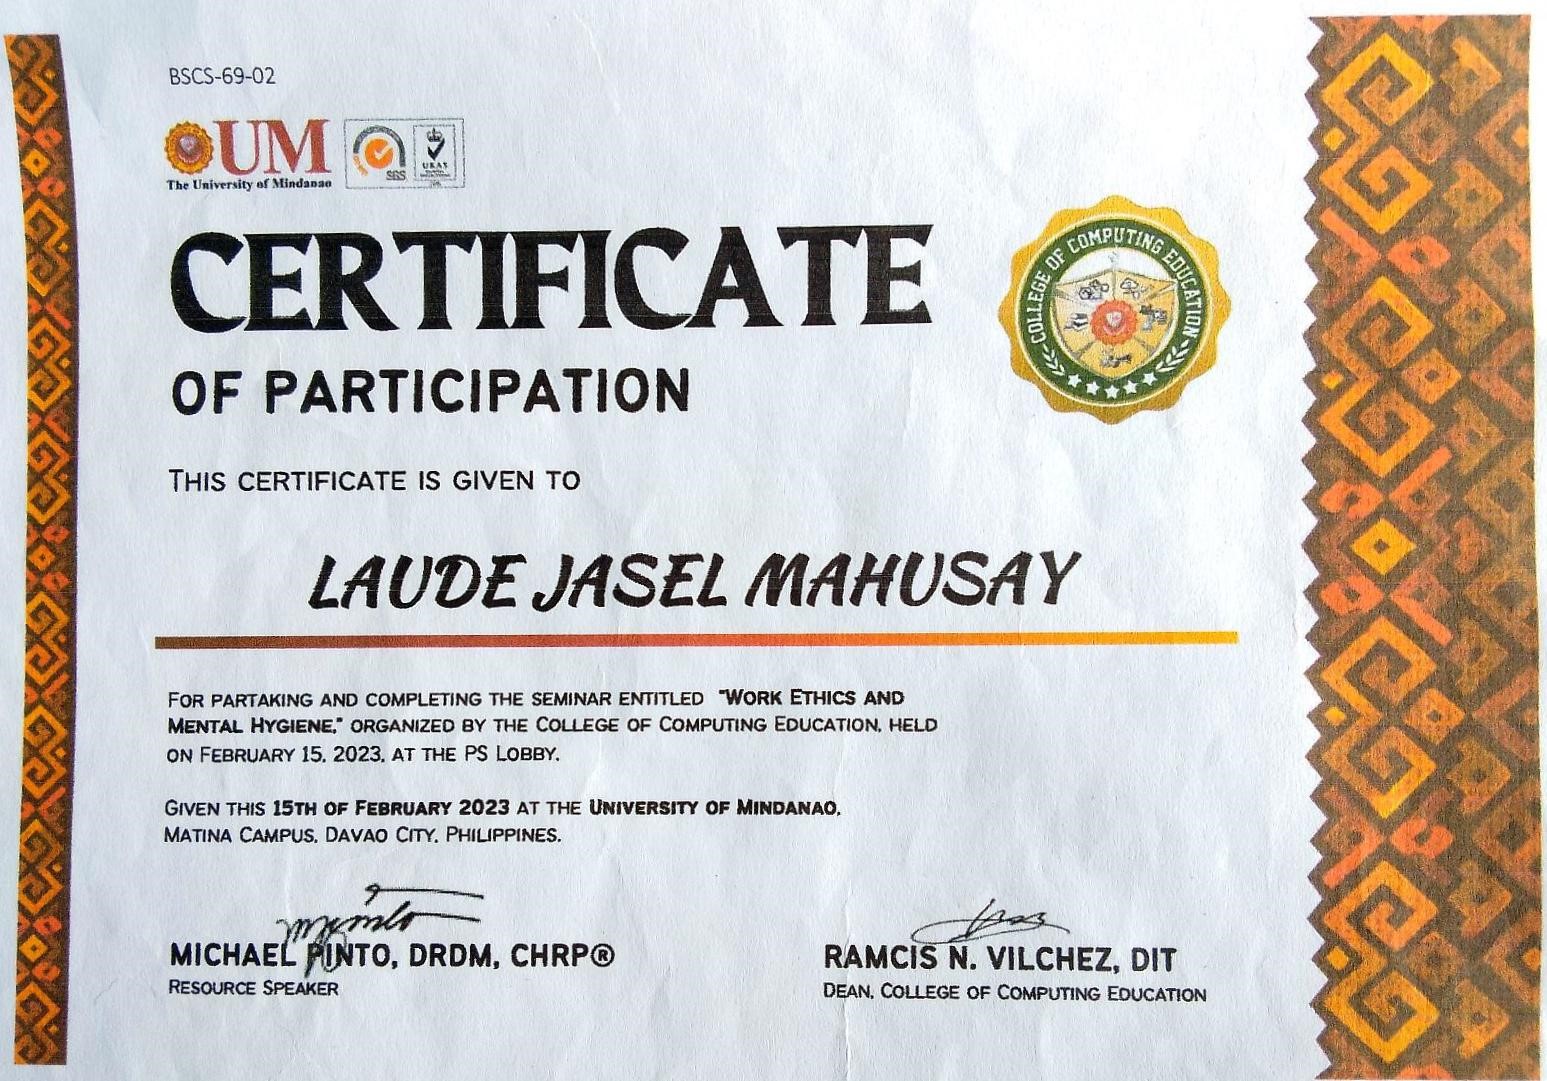 BSCS-69-02
UM
The University of Mindanao
SGS
UKAS
CERTIFICATE
OF PARTICIPATION
COLLEGE OF COMPUTING EDUCATION
THIS CERTIFICATE IS GIVEN TO
LAUDE JASEL MAHUSAY
FOR PARTAKING AND COMPLETING THE SEMINAR ENTITLED "WORK ETHICS AND
MENTAL HYGIENE," ORGANIZED BY THE COLLEGE OF COMPUTING EDUCATION, HELD
ON FEBRUARY 15, 2023, AT THE PS LOBBY.
GIVEN THIS 15TH OF FEBRUARY 2023 AT THE UNIVERSITY OF MINDANAO,
MATINA CAMPUS, DAVAO CITY, PHILIPPINES.
MICHAEL PINTO, DRDM, CHRP®
RESOURCE SPEAKER
RAMCIS N. VILCHEZ, DIT
DEAN, COLLEGE OF COMPUTING EDUCATION